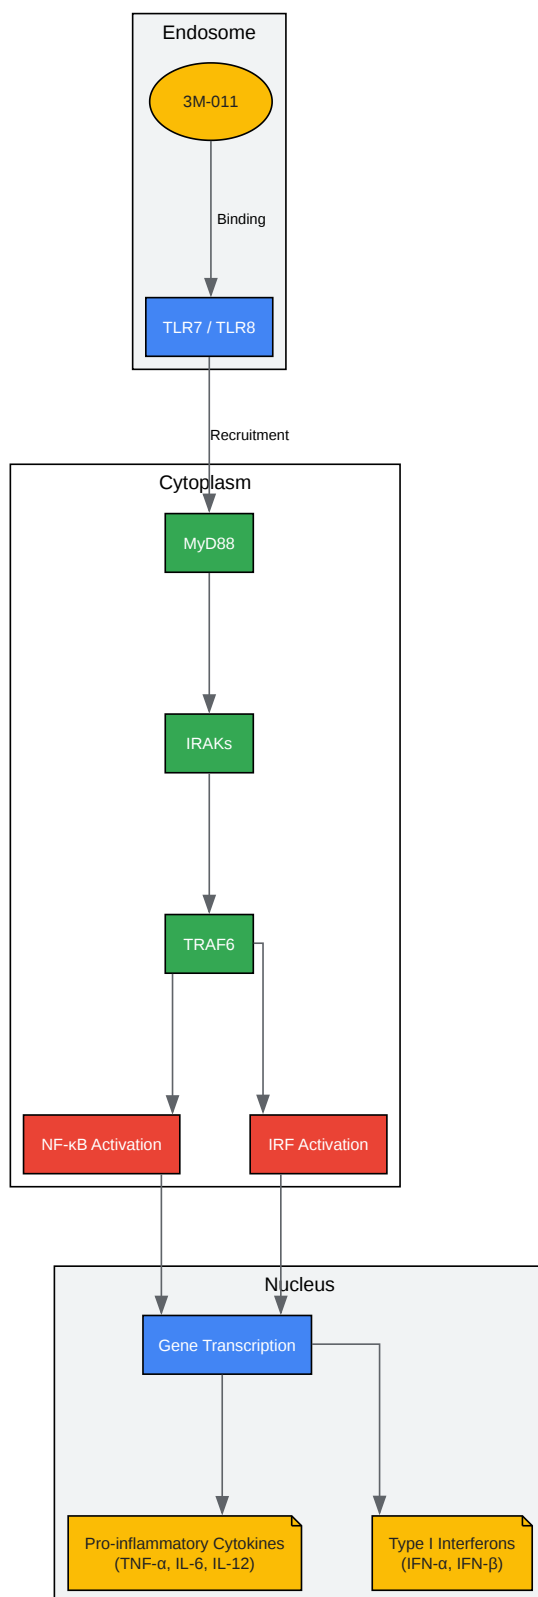 Endosome
3M-011
Binding
TLR7 / TLR8
Recruitment
Cytoplasm
MyD88
IRAKs
TRAF6
NF-κB Activation
IRF Activation
Nucleus
Gene Transcription
Pro-inflammatory Cytokines
(TNF-α, IL-6, IL-12)
Type I Interferons
(IFN-α, IFN-β)